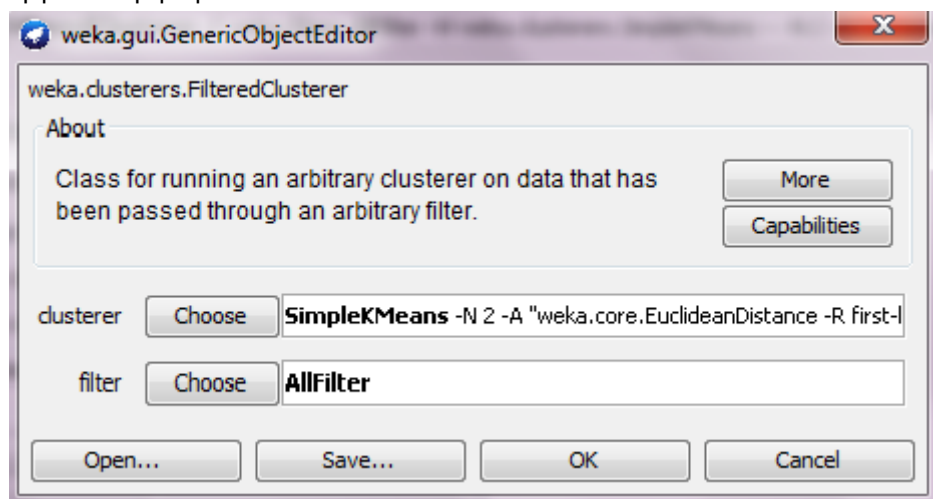 weka.gui.GenericObjectEditor
weka.clusterers.FilteredClusterer
About
Class for running an arbitrary clusterer on data that has
been passed through an arbitrary filter.
More
Capabilities
clusterer Choose SimpleKMeans -N 2 -A "weka.core.EuclideanDistance -R first-l
filter Choose AllFilter
Open... Save... OK Cancel